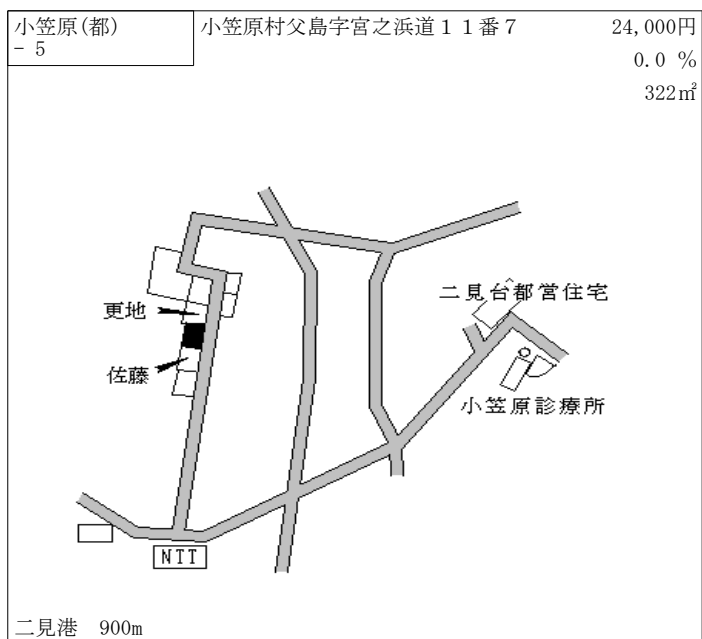 小笠原(都)
- 5
小笠原村父島字宮之浜道１１番７
24,000円
0.0 %
322㎡
二見台都営住宅
更地
佐藤
小笠原診療所
NTT
二見港　900m